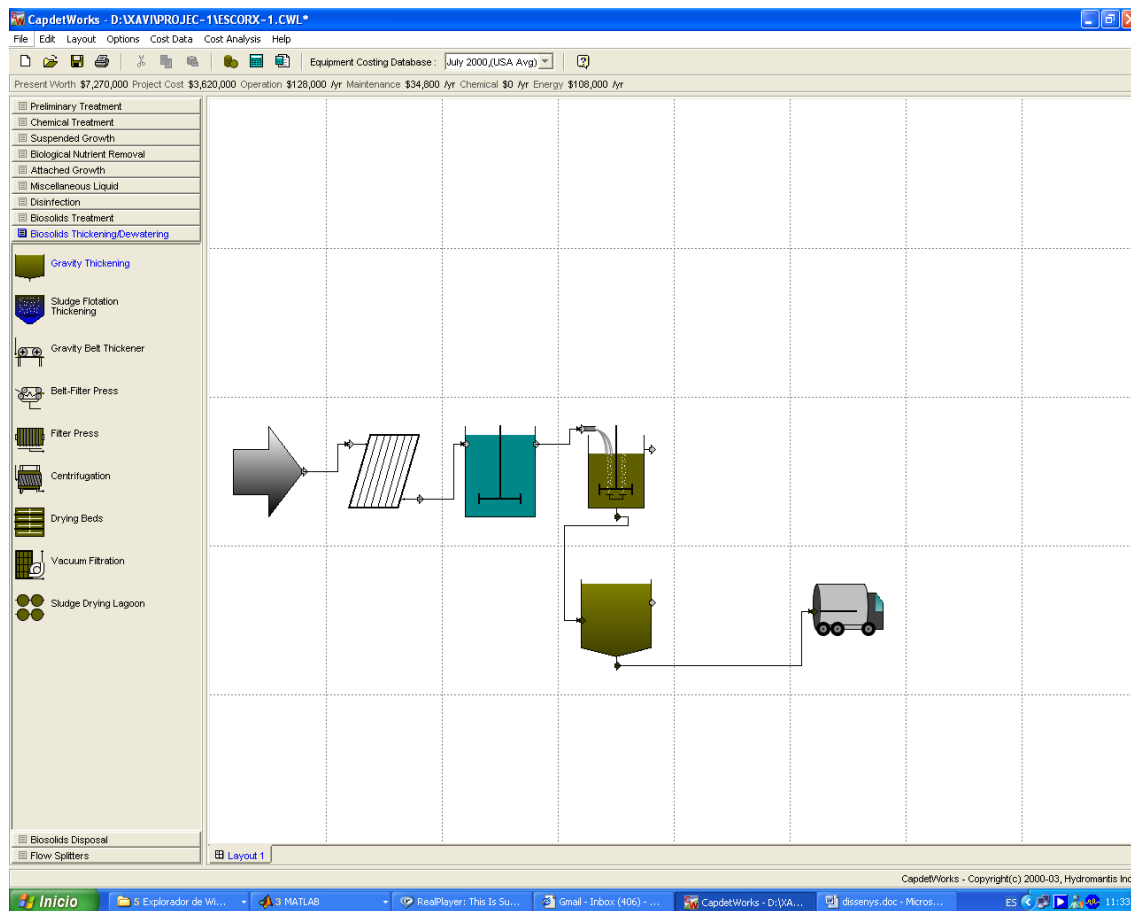 CapdetWorks - D:\XAVI\PROJEC~1\ESCORX~1.CWL*
File Edit Layout Options Cost Data Cost Analysis Help
Equipment Costing Database : July 2000,(USA Avg)
Present Worth $7,270,000 Project Cost $3,620,000 Operation $128,000 /yr Maintenance $34,800 /yr Chemical $0 /yr Energy $108,000 /yr
Preliminary Treatment
Chemical Treatment
Suspended Growth
Biological Nutrient Removal
Attached Growth
Miscellaneous Liquid
Disinfection
Biosolids Treatment
Biosolids Thickening/Dewatering
Gravity Thickening
Sludge Flotation
Thickening
Gravity Belt Thickener
Belt-Filter Press
Filter Press
Centrifugation
Drying Beds
Vacuum Filtration
Sludge Drying Lagoon
Biosolids Disposal
Flow Splitters
Layout 1
CapdetWorks - Copyright(c) 2000-03, Hydromantis Inc
Inicio 5 Explorador de Wi... 3 MATLAB RealPlayer: This Is Su... Gmail - Inbox (406) - ... CapdetWorks - D:\XA... dissenys.doc - Micros... ES 11:33